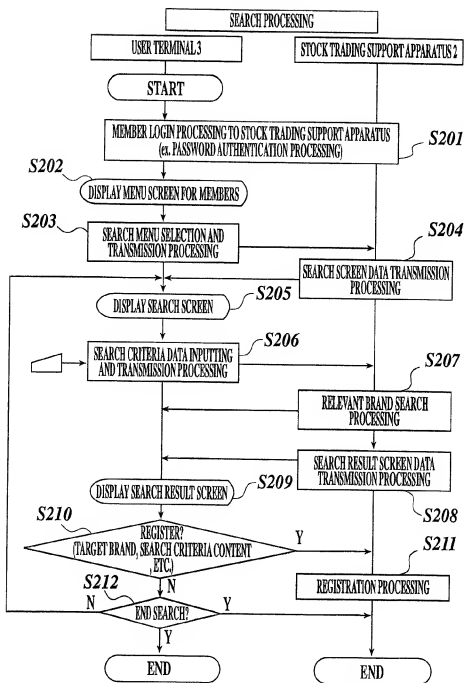 SEARCH PROCESSING
USER TERMINAL 3
STOCK TRADING SUPPORT APPARATUS 2
START
MEMBER LOGIN PROCESSING TO STOCK TRADING SUPPORT APPARATUS
(ex. PASSWORD AUTHENTICATION PROCESSING)
S201
S202
DISPLAY MENU SCREEN FOR MEMBERS
S203
SEARCH MENU SELECTION AND
TRANSMISSION PROCESSING
S204
SEARCH SCREEN DATA TRANSMISSION
PROCESSING
S205
DISPLAY SEARCH SCREEN
S206
SEARCH CRITERIA DATA INPUTTING
AND TRANSMISSION PROCESSING
S207
RELEVANT BRAND SEARCH
PROCESSING
SEARCH RESULT SCREEN DATA
TRANSMISSION PROCESSING
S208
S209
DISPLAY SEARCH RESULT SCREEN
S210
REGISTER?
(TARGET BRAND, SEARCH CRITERIA CONTENT
, ETC.)
Y
N
S211
REGISTRATION PROCESSING
S212
N
END SEARCH?
Y
Y
END
END